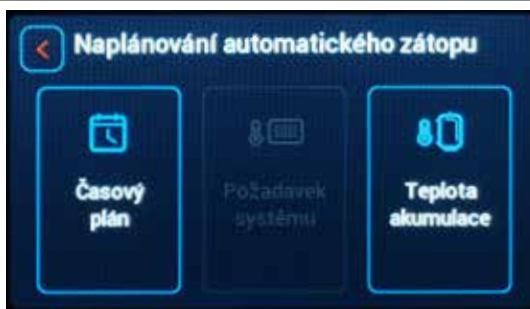 Naplánování automatického zátopu
Časový
plán
Požadavek
systému
Teplota
akumulace